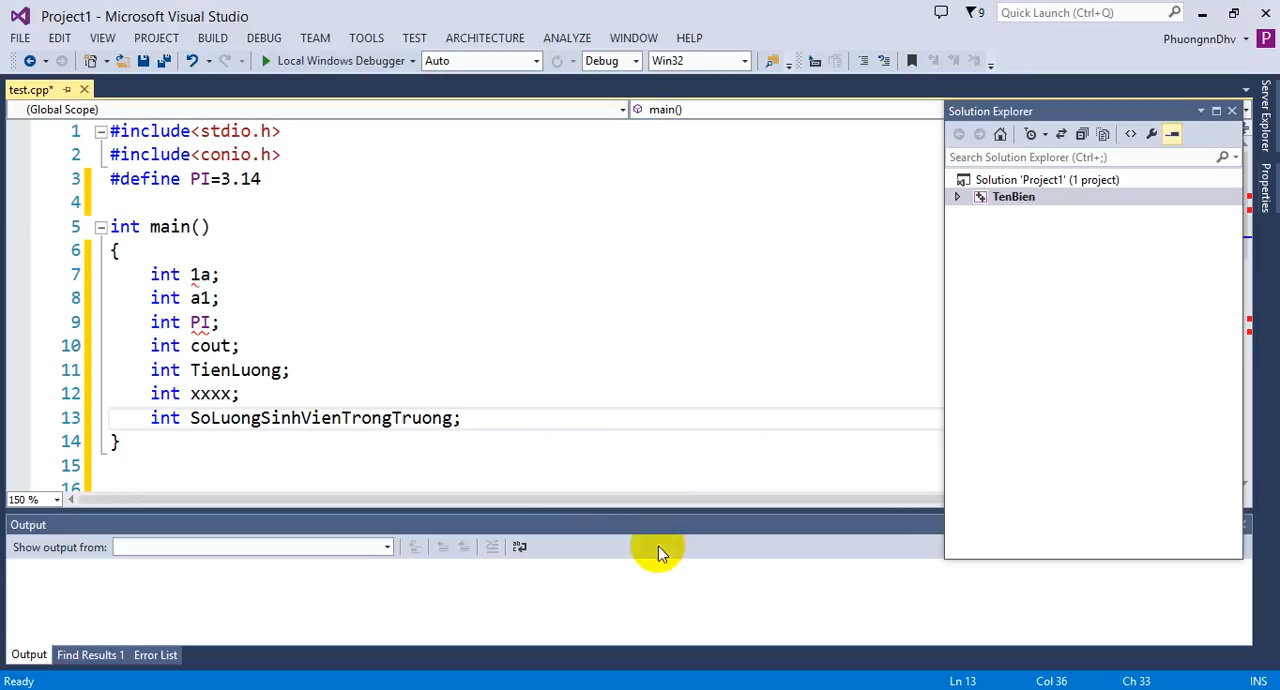 Project1 - Microsoft Visual Studio
9
Quick Launch (Ctrl+Q)
FILE EDIT VIEW PROJECT BUILD DEBUG TEAM TOOLS TEST ARCHITECTURE ANALYZE WINDOW HELP
PhuongnnDhv
P
Local Windows Debugger
Auto
Debug
Win32
test.cpp*
(Global Scope)
main()
1 #include<stdio.h>
2 #include<conio.h>
3 #define PI=3.14
4
5 int main()
6 {
7 int 1a;
8 int a1;
9 int PI;
10 int cout;
11 int TienLuong;
12 int xxxx;
13 int SoLuongSinhVienTrongTruong;
14 }
15
16
150 %
Solution Explorer
Search Solution Explorer (Ctrl+;)
Solution 'Project1' (1 project)
TenBien
Server Explorer
Properties
Output
Show output from:
Output Find Results 1 Error List
Ready
Ln 13
Col 36
Ch 33
INS